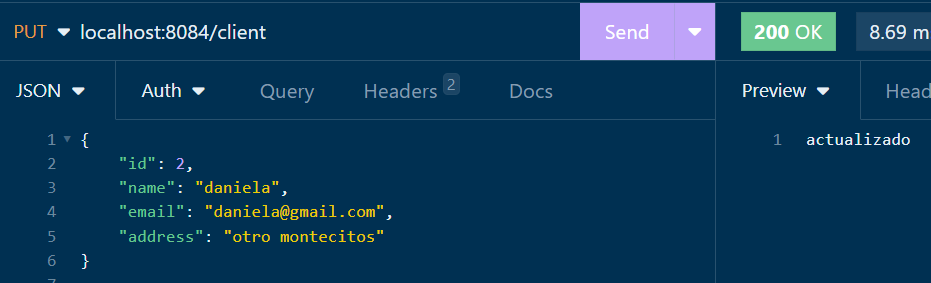 PUT localhost:8084/client Send 200 OK 8.69 m
JSON Auth Query Headers 2 Docs Preview Head
1 {
2 "id": 2,
3 "name": "daniela",
4 "email": "daniela@gmail.com",
5 "address": "otro montecitos"
6 }
7
1 actualizado